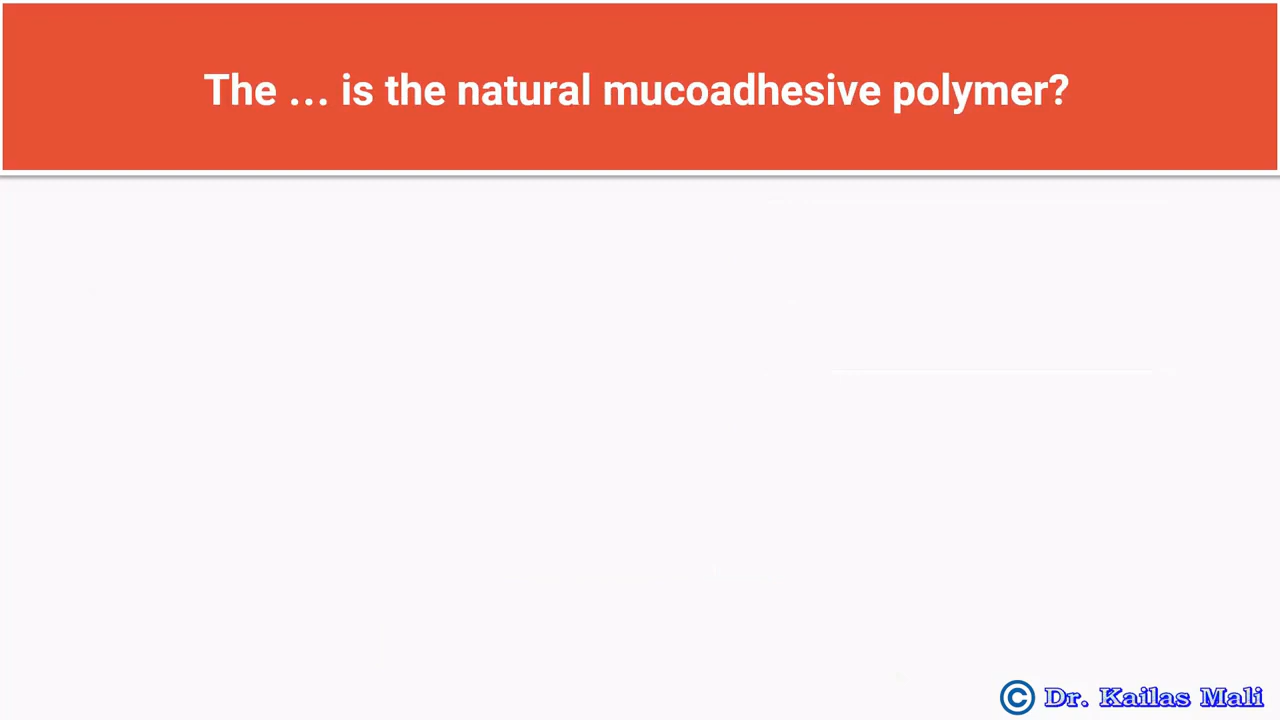 The ... is the natural mucoadhesive polymer?
© Dr. Kailas Mali